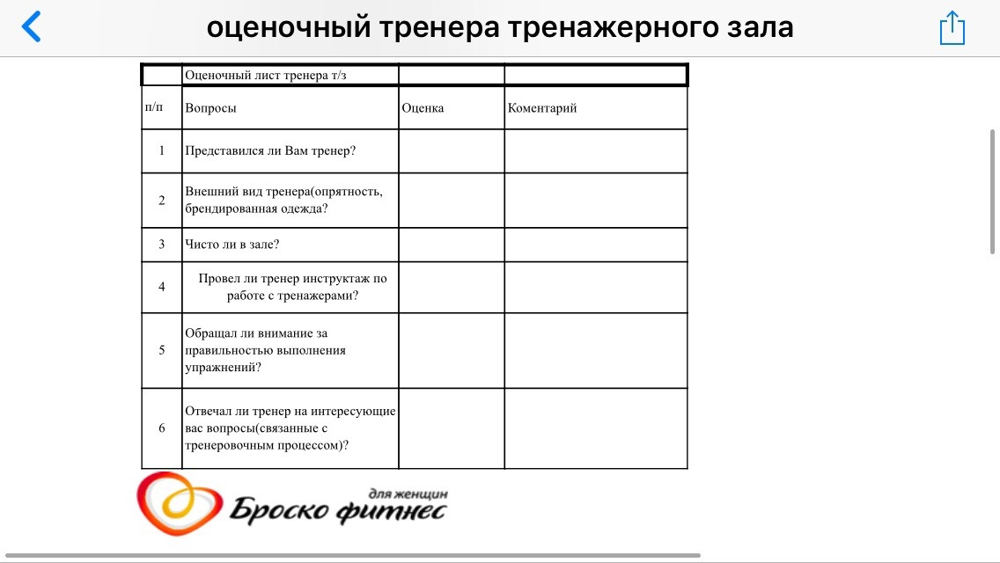 оценочный тренера тренажерного зала
Оценочный лист тренера т/з
п/п Вопросы Оценка Коментарий
1 Представился ли Вам тренер?
2 Внешний вид тренера(опрятность,
брендированная одежда?
3 Чисто ли в зале?
4 Провел ли тренер инструктаж по
работе с тренажерами?
5 Обращал ли внимание за
правильностью выполнения
упражнений?
6 Отвечал ли тренер на интересующие
вас вопросы(связанные с
тренеровочным процессом)?
для женщин
Броско фитнес